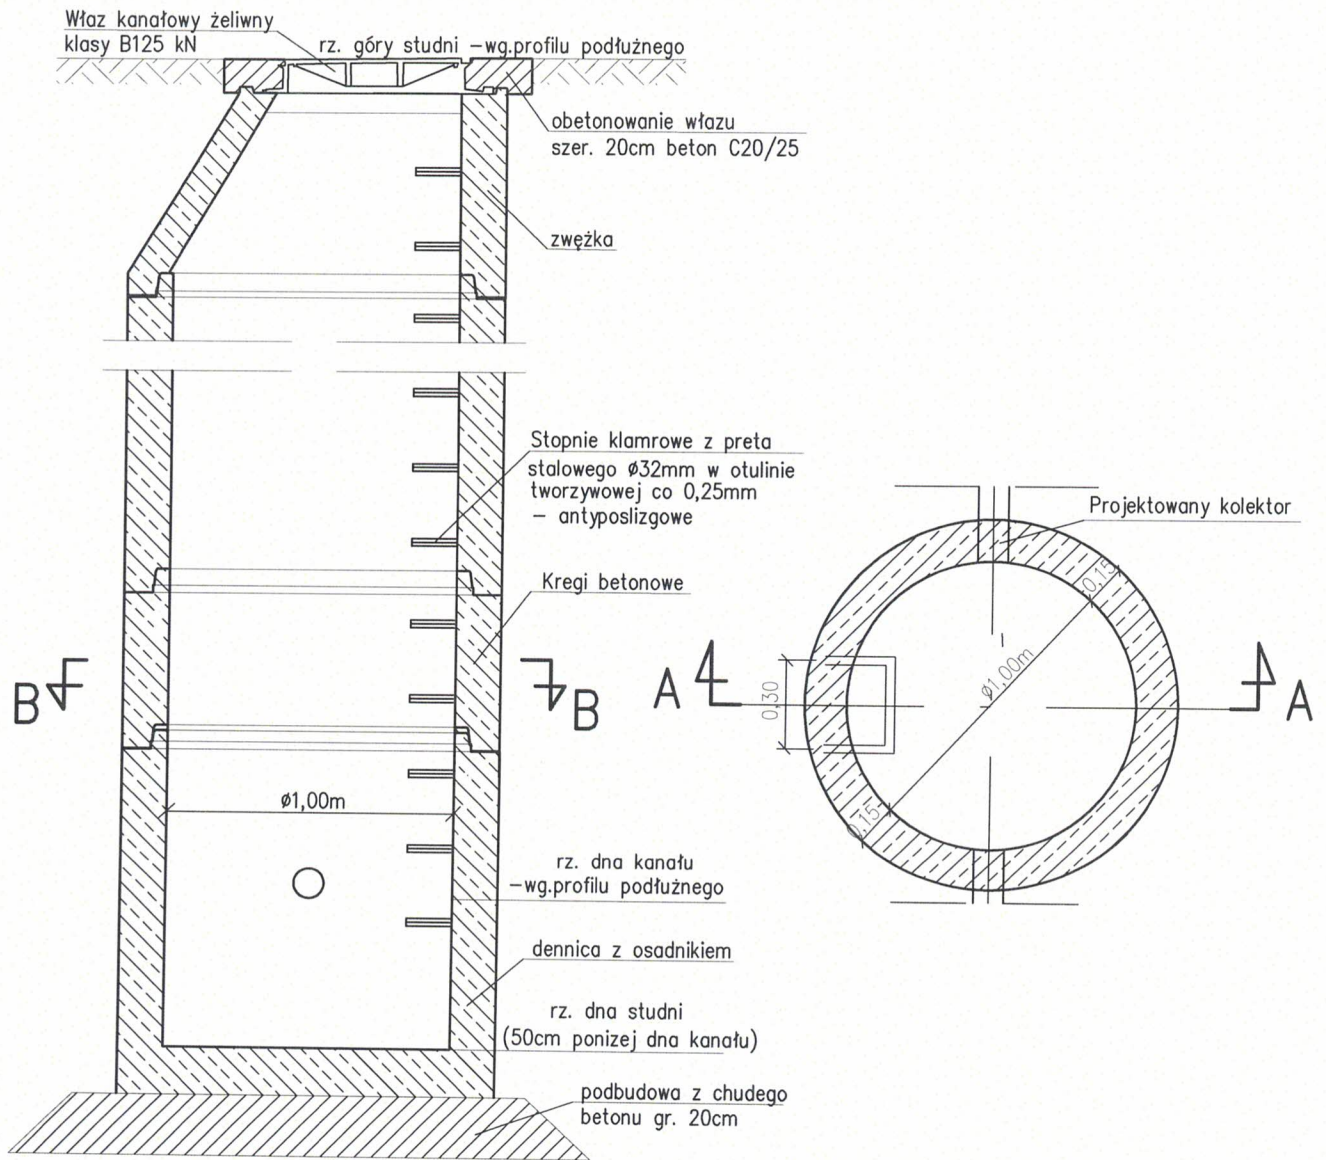 Właz kanałowy żeliwny
klasy B125 kN
rz. góry studni –wg.profilu podłużnego
obetonowanie włazu
szer. 20cm beton C20/25
zwężka
Stopnie klamrowe z preta
stalowego ø32mm w otulinie
tworzywowej co 0,25mm
– antyposlizgowe
Kregi betonowe
B
B
ø1,00m
rz. dna kanału
–wg.profilu podłużnego
dennica z osadnikiem
rz. dna studni
(50cm ponizej dna kanału)
podbudowa z chudego
betonu gr. 20cm
Projektowany kolektor
0,15
ø1,00m
A
A
0,30
0,15